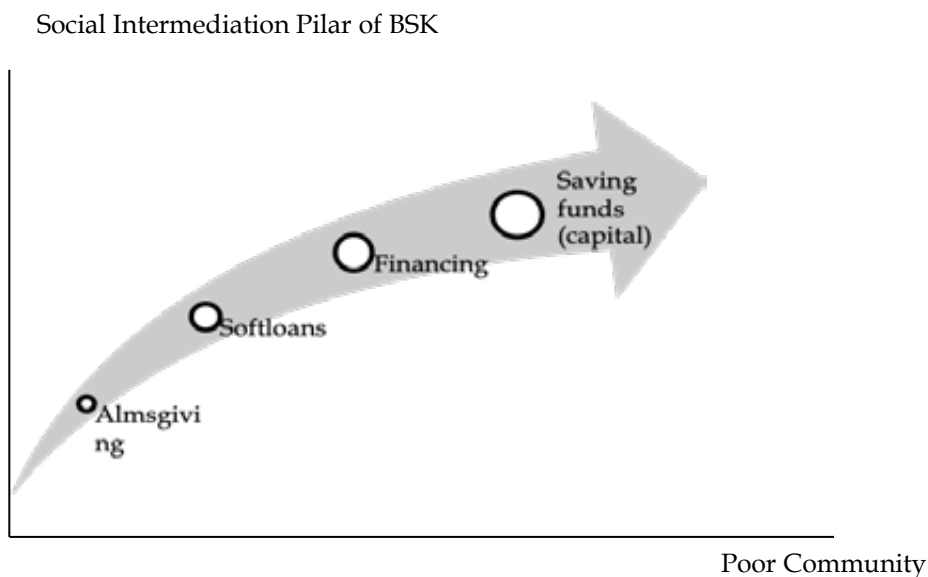 Social Intermediation Pilar of BSK
Saving
funds
(capital)
Financing
Softloans
Almsgivi
ng
Poor Community